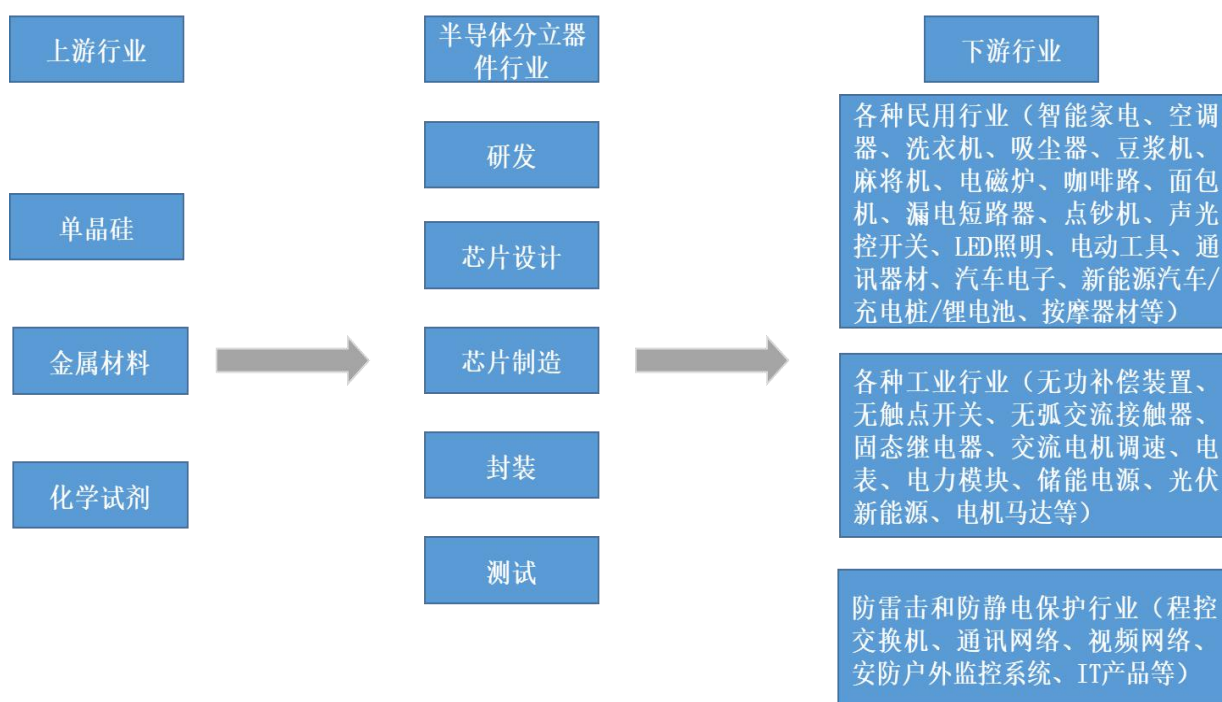 上游行业
单晶硅
金属材料
化学试剂
半导体分立器
件行业
研发
芯片设计
芯片制造
封装
测试
下游行业
各种民用行业（智能家电、空调
器、洗衣机、吸尘器、豆浆机、
麻将机、电磁炉、咖啡路、面包
机、漏电短路器、点钞机、声光
控开关、LED照明、电动工具、通
讯器材、汽车电子、新能源汽车/
充电桩/锂电池、按摩器材等）
各种工业行业（无功补偿装置、
无触点开关、无弧交流接触器、
固态继电器、交流电机调速、电
表、电力模块、储能电源、光伏
新能源、电机马达等）
防雷击和防静电保护行业（程控
交换机、通讯网络、视频网络、
安防户外监控系统、IT产品等）